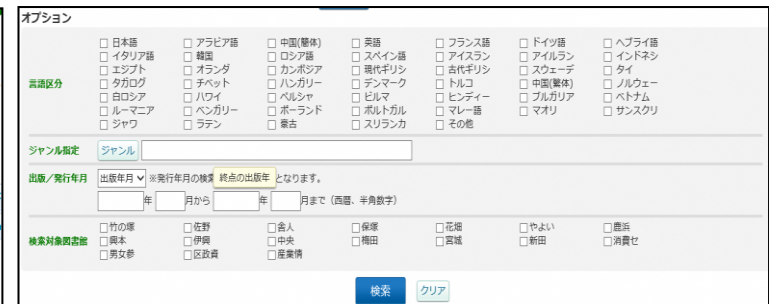 オプション
言語区分
日本語 アラビア語 中国(簡体) 英語 フランス語 ドイツ語 ヘブライ語
イタリア語 韓国 ロシア語 スペイン語 アイスラン アイルラン インドネシ
エジプト オランダ カンボジア 現代ギリシ 古代ギリシ スウェーデ タイ
タガログ チベット ハンガリー デンマーク トルコ 中国(繁体) ノルウェー
白ロシア ハワイ ペルシャ ビルマ ヒンディー ブルガリア ベトナム
ルーマニア ベンガリー ポーランド ポルトガル マレー語 マオリ サンスクリ
ジャワ ラテン 蒙古 スリランカ その他
ジャンル指定 ジャンル
出版/発行年月 出版年月 ※発行年月の検索 終点の出版年 となります。
年 月から 年 月まで (西暦、半角数字)
検索対象図書館
竹の塚 佐野 舎人 保塚 花畑 やよい 鹿浜
興本 伊興 中央 梅田 宮城 新田 消費セ
男女参 区政資 産業情
検索 クリア